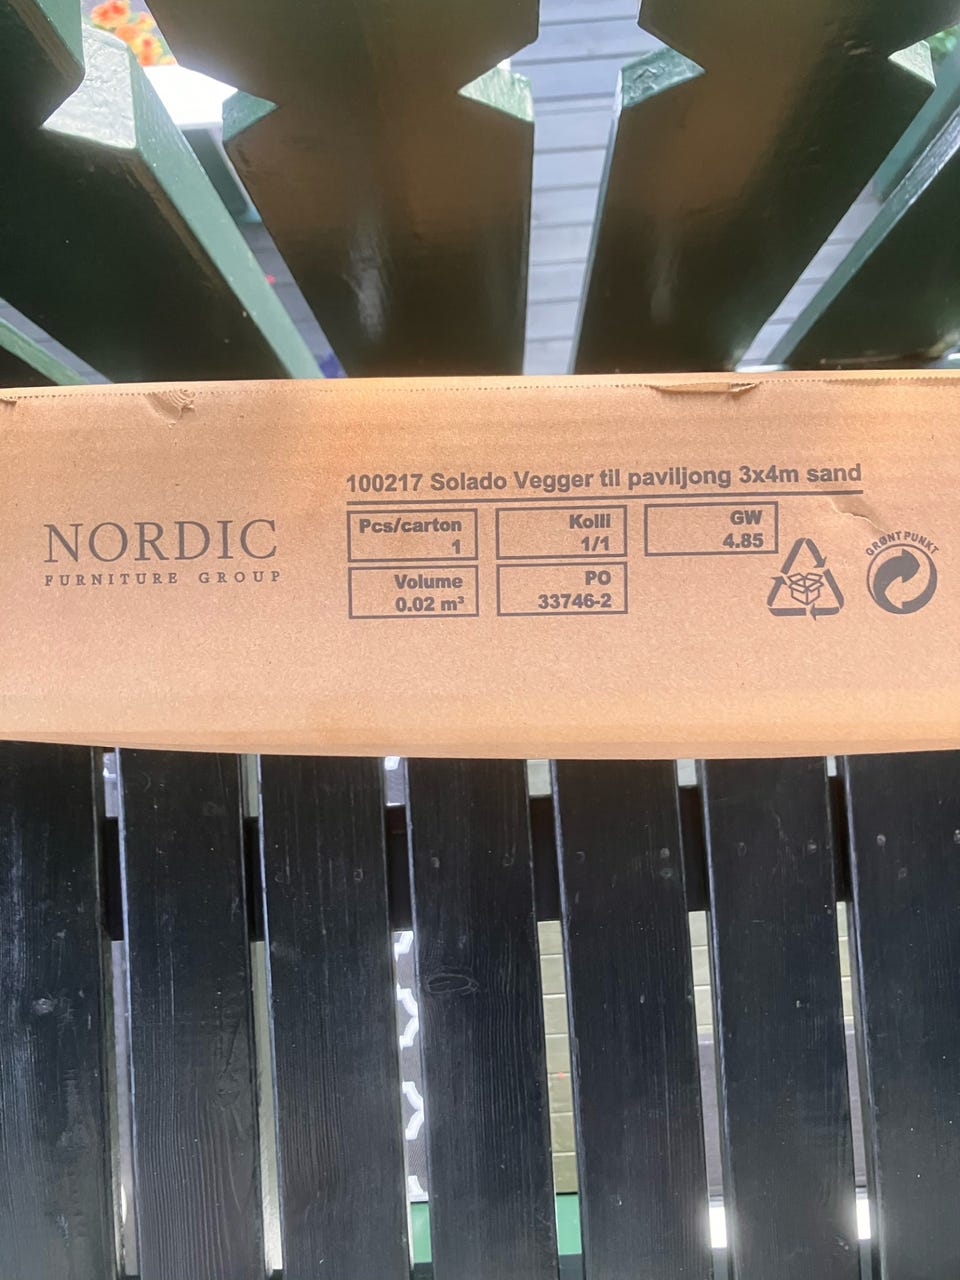 100217 Solado Vegger til paviljong 3x4m sand
NORDIC
FURNITURE GROUP
Pcs/carton
1
Kolli
1/1
GW
4.85
Volume
0.02 m³
PO
33746-2
GRØNT PUNKT